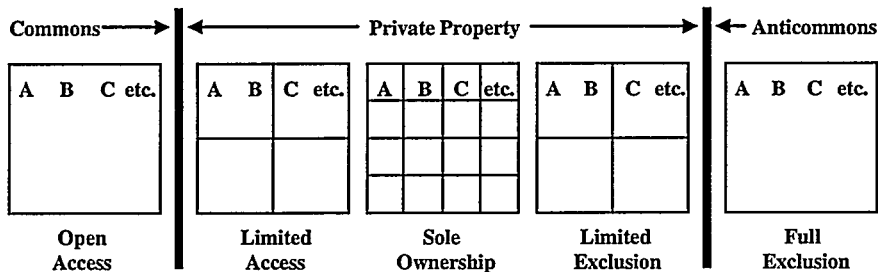 Commons Private Property Anticommons
A B C etc. A B C etc. A B C etc. A B C etc. A B C etc.
Open Limited Sole Limited Full
Access Access Ownership Exclusion Exclusion